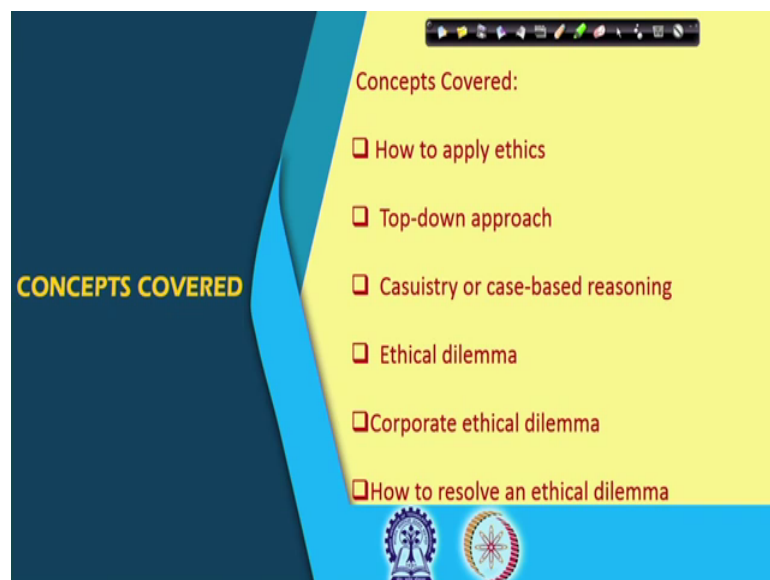 CONCEPTS COVERED
Concepts Covered:
How to apply ethics
Top-down approach
Casuistry or case-based reasoning
Ethical dilemma
Corporate ethical dilemma
How to resolve an ethical dilemma